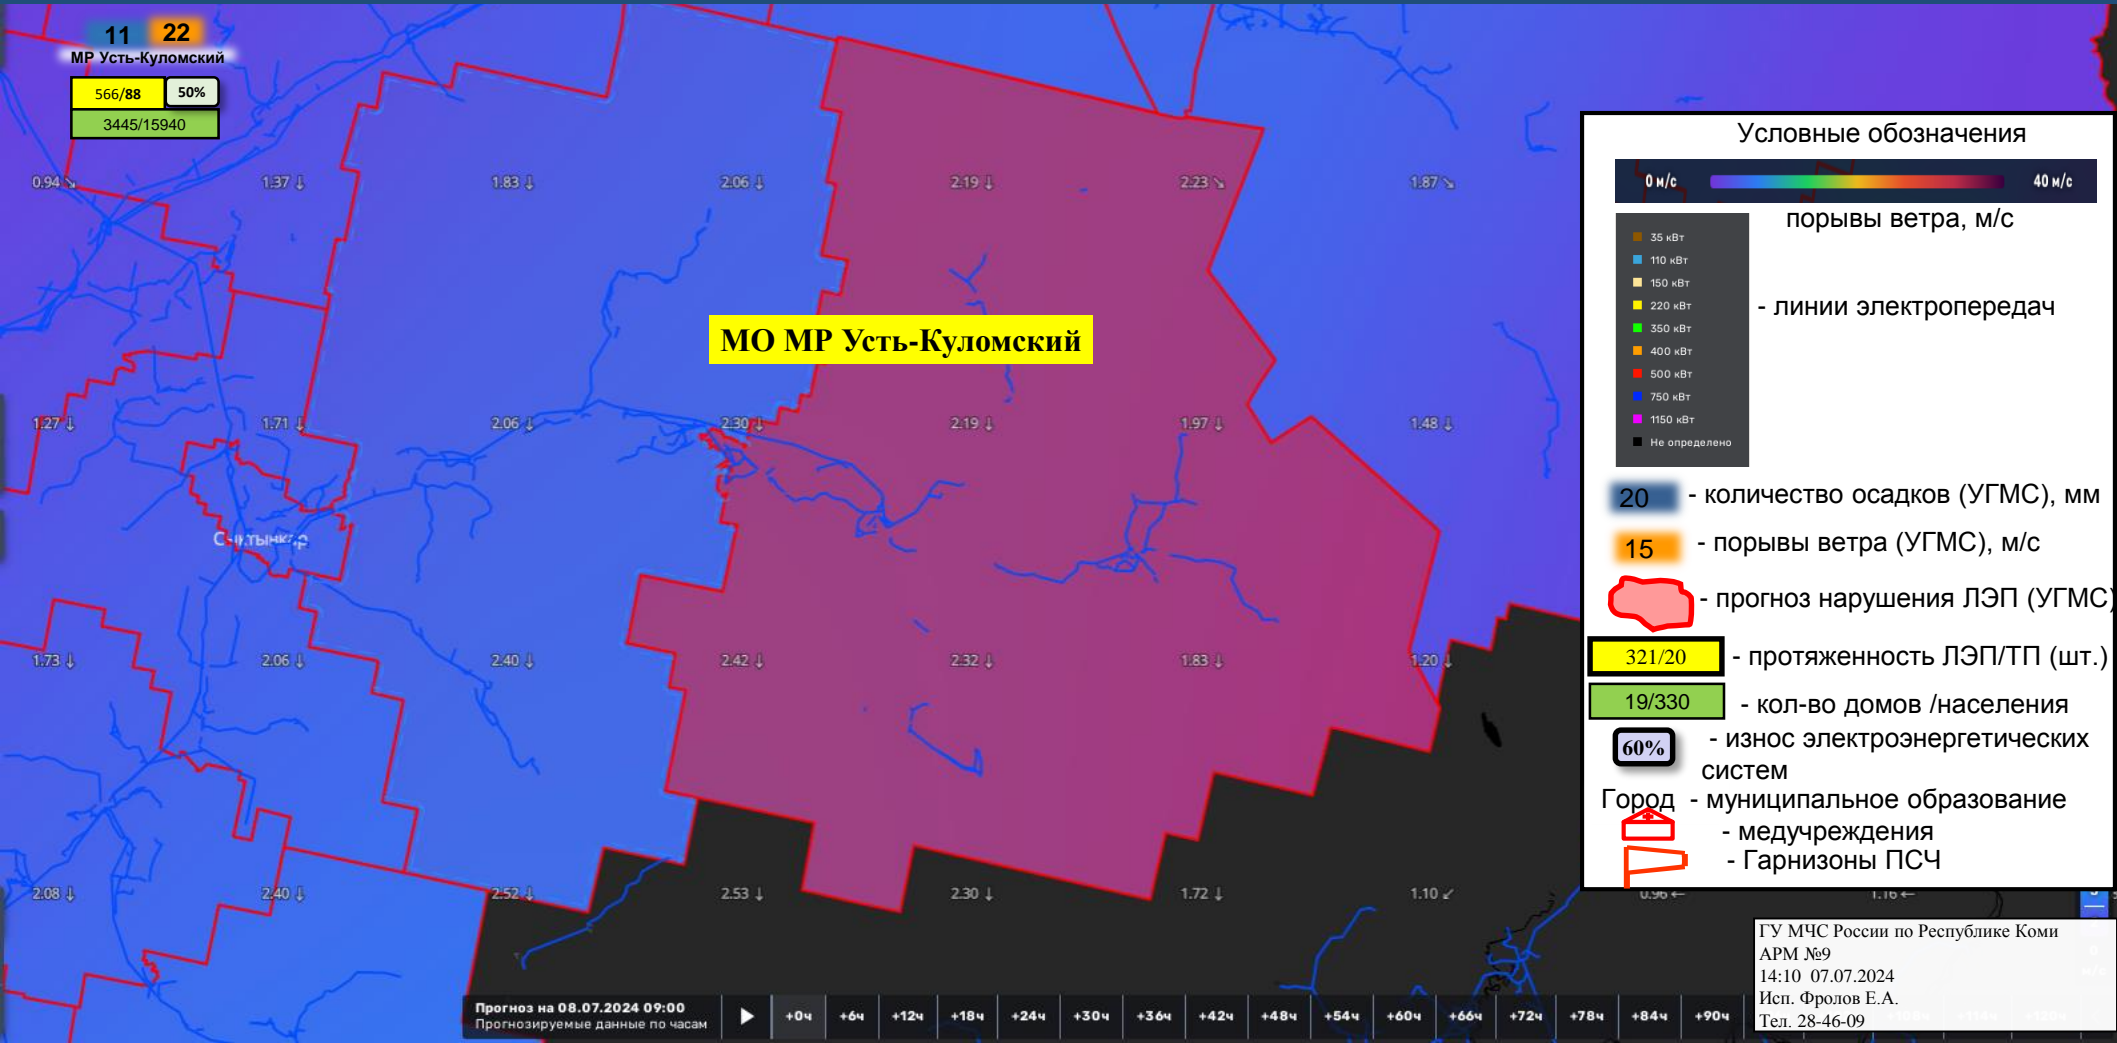 11 22
МР Усть-Куломский
566/88 50%
3445/15940
0.94 ↘ 1.37 ↓ 1.83 ↓ 2.06 ↓ 2.19 ↓ 2.23 ↘ 1.87 ↘
МО МР Усть-Куломский
1.27 ↓ 1.71 ↓ 2.06 ↓ 2.30 ↓ 2.19 ↓ 1.97 ↓ 1.48 ↓
Сыктывкар
1.73 ↓ 2.06 ↓ 2.40 ↓ 2.42 ↓ 2.32 ↓ 1.83 ↓ 1.20 ↓
2.08 ↓ 2.40 ↓ 2.52 ↓ 2.53 ↓ 2.30 ↓ 1.72 ↓ 1.10 ↙ 0.96 ← 1.16 ←
Условные обозначения
0 м/с 40 м/с
порывы ветра, м/с
35 кВт
110 кВт
150 кВт
220 кВт
350 кВт
400 кВт
500 кВт
750 кВт
1150 кВт
Не определено
- линии электропередач
20 - количество осадков (УГМС), мм
15 - порывы ветра (УГМС), м/с
- прогноз нарушения ЛЭП (УГМС)
321/20 - протяженность ЛЭП/ТП (шт.)
19/330 - кол-во домов /населения
60% - износ электроэнергетических
систем
Город - муниципальное образование
- медучреждения
- Гарнизоны ПСЧ
ГУ МЧС России по Республике Коми
АРМ №9
14:10 07.07.2024
Исп. Фролов Е.А.
Тел. 28-46-09
Прогноз на 08.07.2024 09:00
Прогнозируемые данные по часам
+0ч +6ч +12ч +18ч +24ч +30ч +36ч +42ч +48ч +54ч +60ч +66ч +72ч +78ч +84ч +90ч